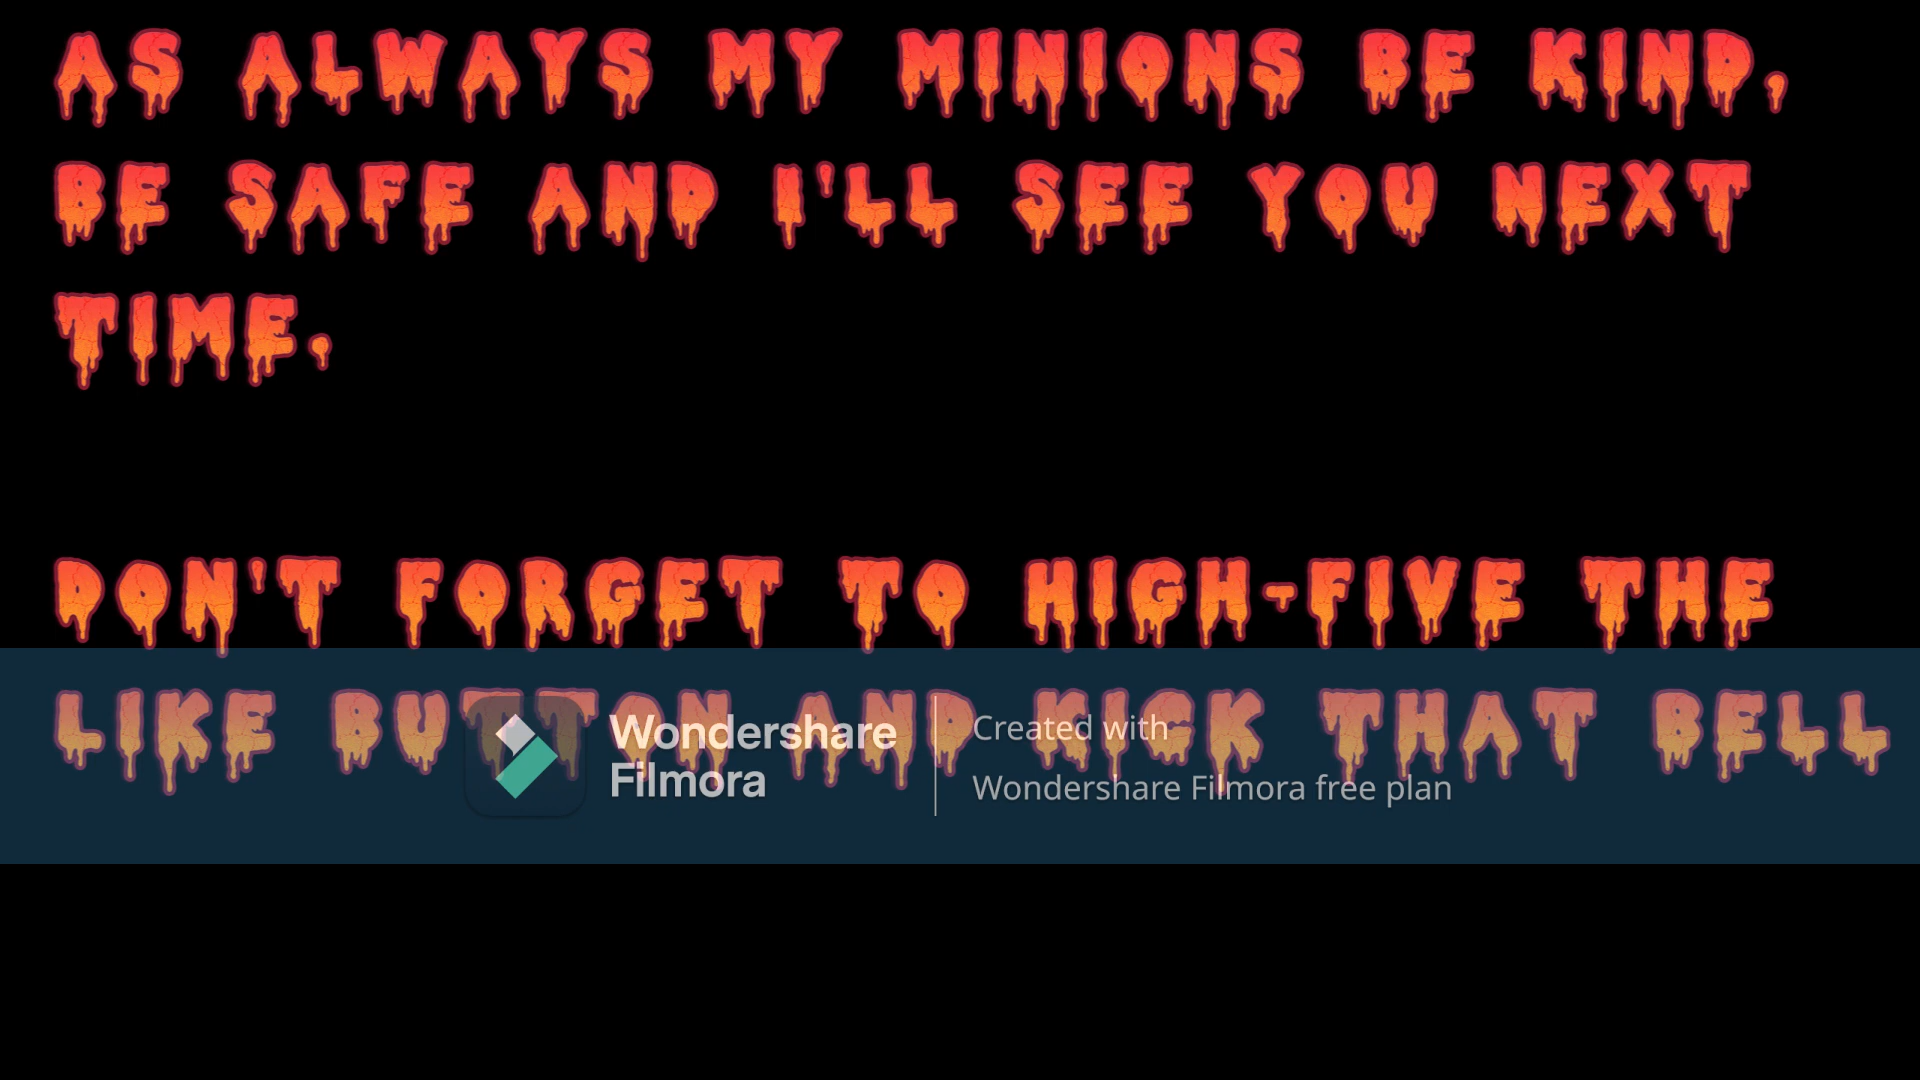 AS ALWAYS MY MINIONS BE KIND,
BE SAFE AND I'LL SEE YOU NEXT
TIME.
DON'T FORGET TO HIGH-FIVE THE
LIKE BUTTON AND KICK THAT BELL
Wondershare
Filmora
Created with
Wondershare Filmora free plan